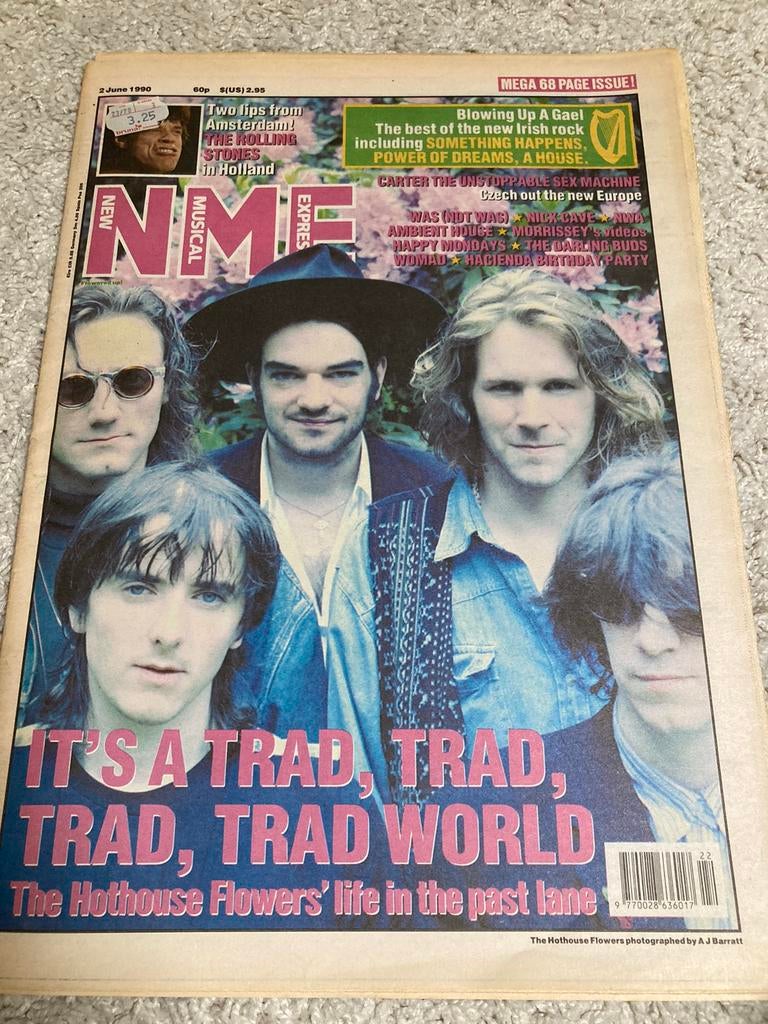 2 June 1990 60p $(US) 2.95
MEGA 68 PAGE ISSUE!
3.25
Two lips from
Amsterdam!
THE ROLLING
STONES
in Holland
Blowing Up A Gael
The best of the new Irish rock
including SOMETHING HAPPENS,
POWER OF DREAMS, A HOUSE.
CARTER THE UNSTOPPABLE SEX MACHINE
Czech out the new Europe
WAS (NOT WAS) ★ NICK CAVE ★ NWA
AMBIENT HOUSE ★ MORRISSEY's videos
HAPPY MONDAYS ★ THE DARLING BUDS
WOMAD ★ HACIENDA BIRTHDAY PARTY
NME
NEW
MUSICAL
EXPRES
Flowered up!
IT'S A TRAD, TRAD,
TRAD, TRAD WORLD
The Hothouse Flowers' life in the past lane
22
9 770028 636017
The Hothouse Flowers photographed by A J Barratt